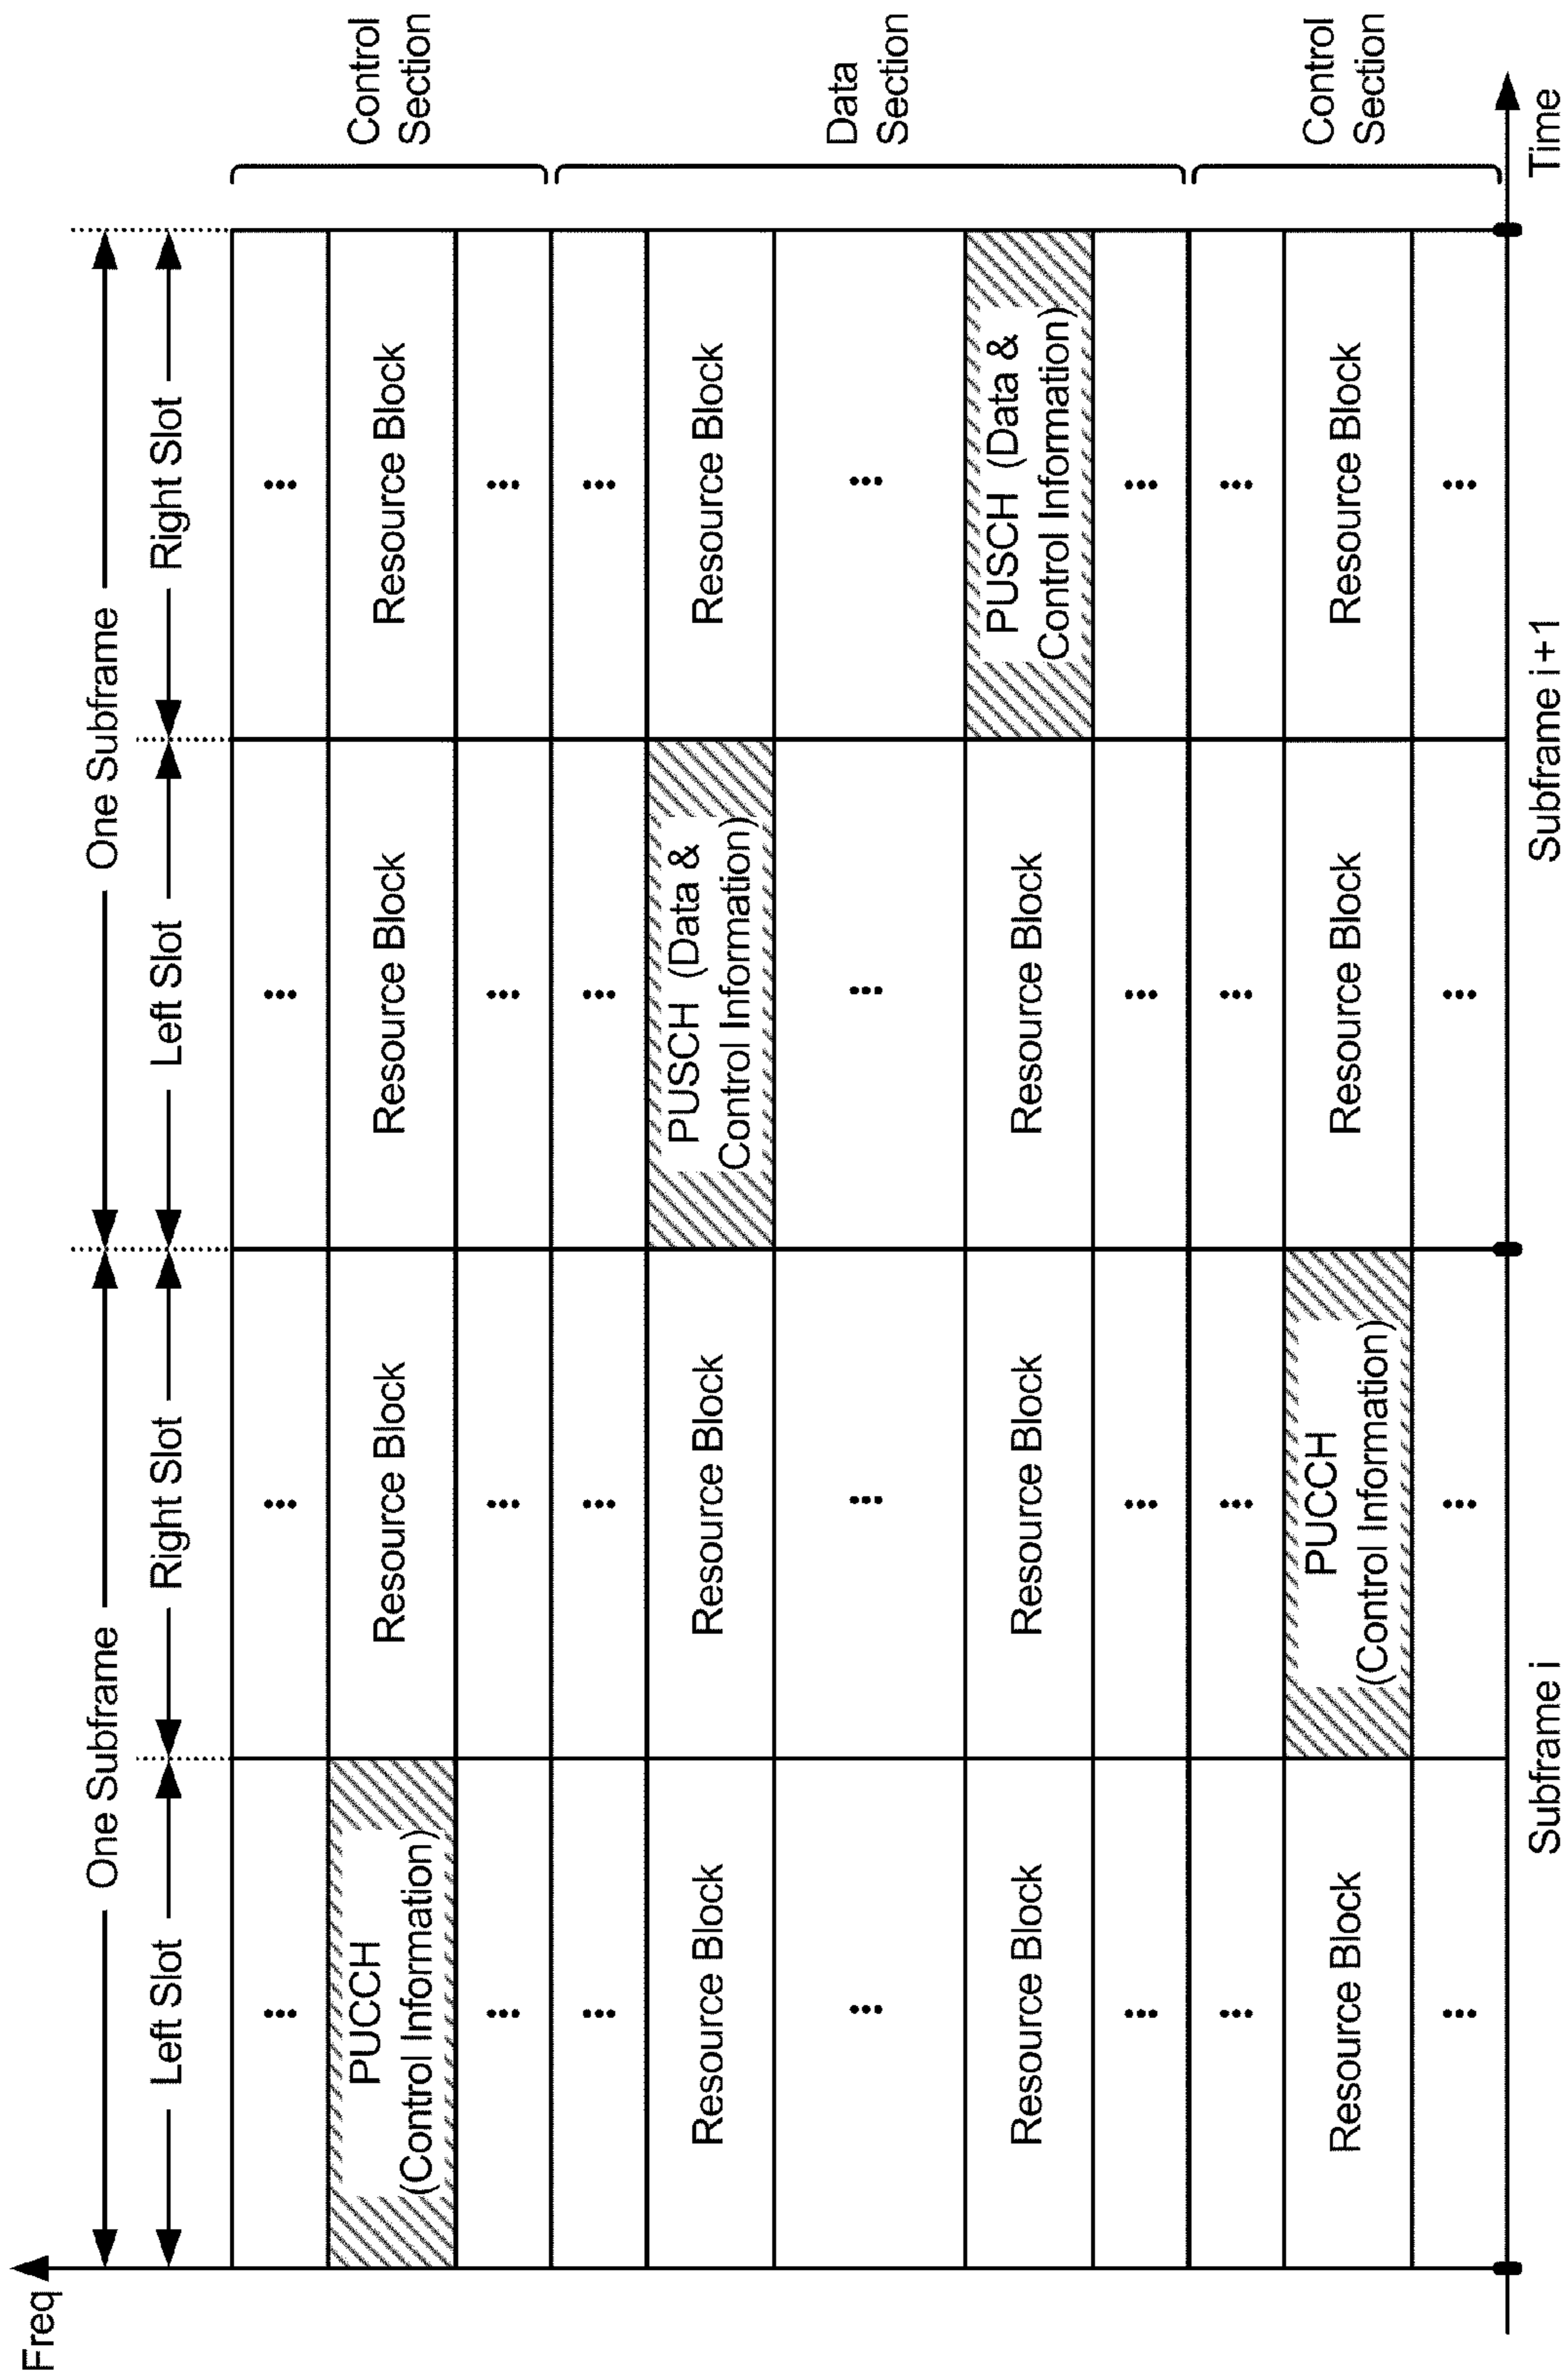 Freq
One Subframe
One Subframe
Left Slot
Right Slot
Left Slot
Right Slot
PUCCH
(Control Information)
Resource Block
Resource Block
Resource Block
Control
Section
Resource Block
Resource Block
PUSCH (Data &
Control Information)
Resource Block
Data
Section
Resource Block
Resource Block
Resource Block
PUSCH (Data &
Control Information)
Resource Block
PUCCH
(Control Information)
Resource Block
Resource Block
Control
Section
Subframe i
Subframe i+1
Time